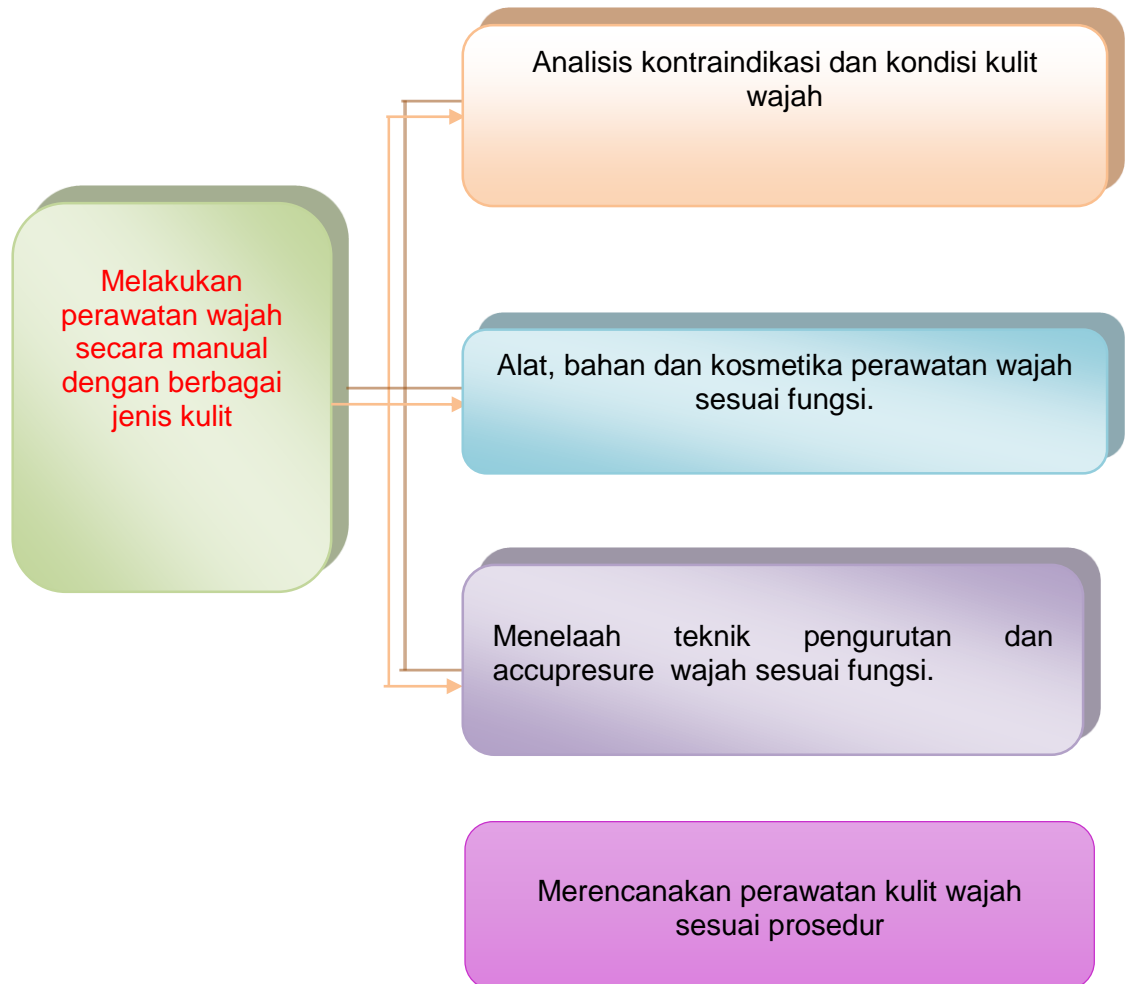 Melakukan
perawatan wajah
secara manual
dengan berbagai
jenis kulit
Analisis kontraindikasi dan kondisi kulit
wajah
Alat, bahan dan kosmetika perawatan wajah
sesuai fungsi.
Menelaah teknik pengurutan dan
accupresure wajah sesuai fungsi.
Merencanakan perawatan kulit wajah
sesuai prosedur